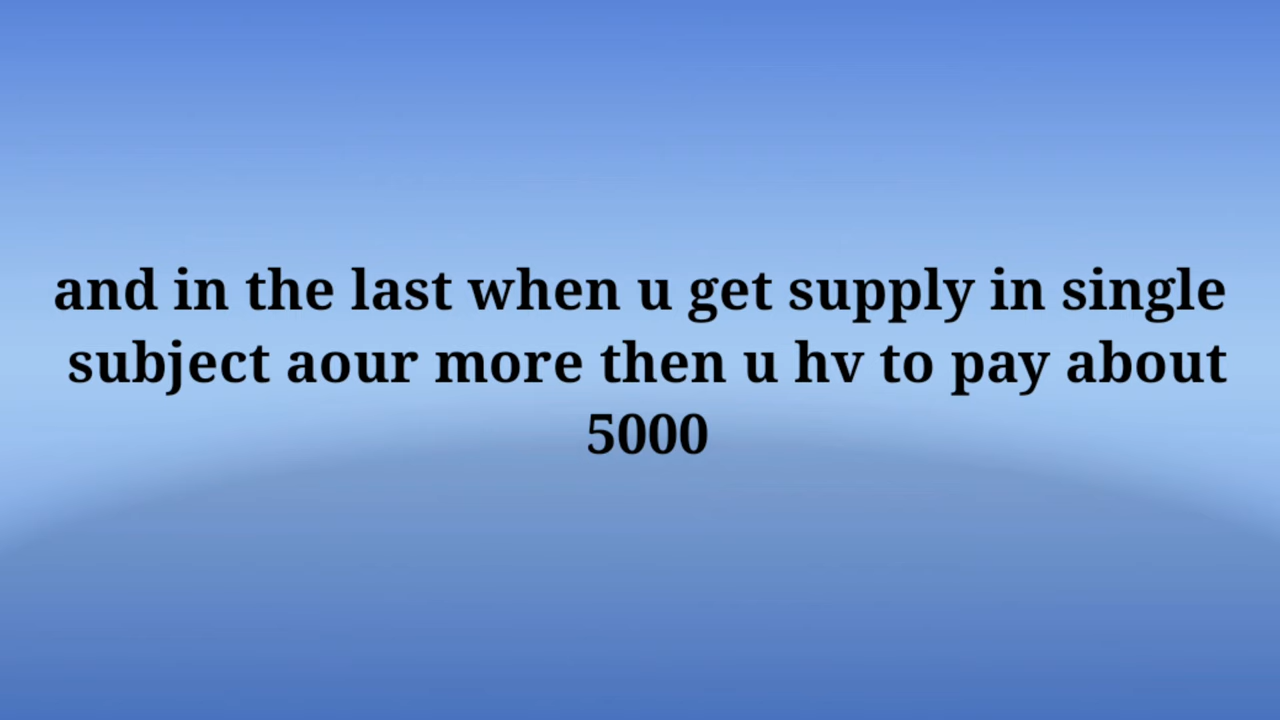 and in the last when u get supply in single
subject aour more then u hv to pay about
5000